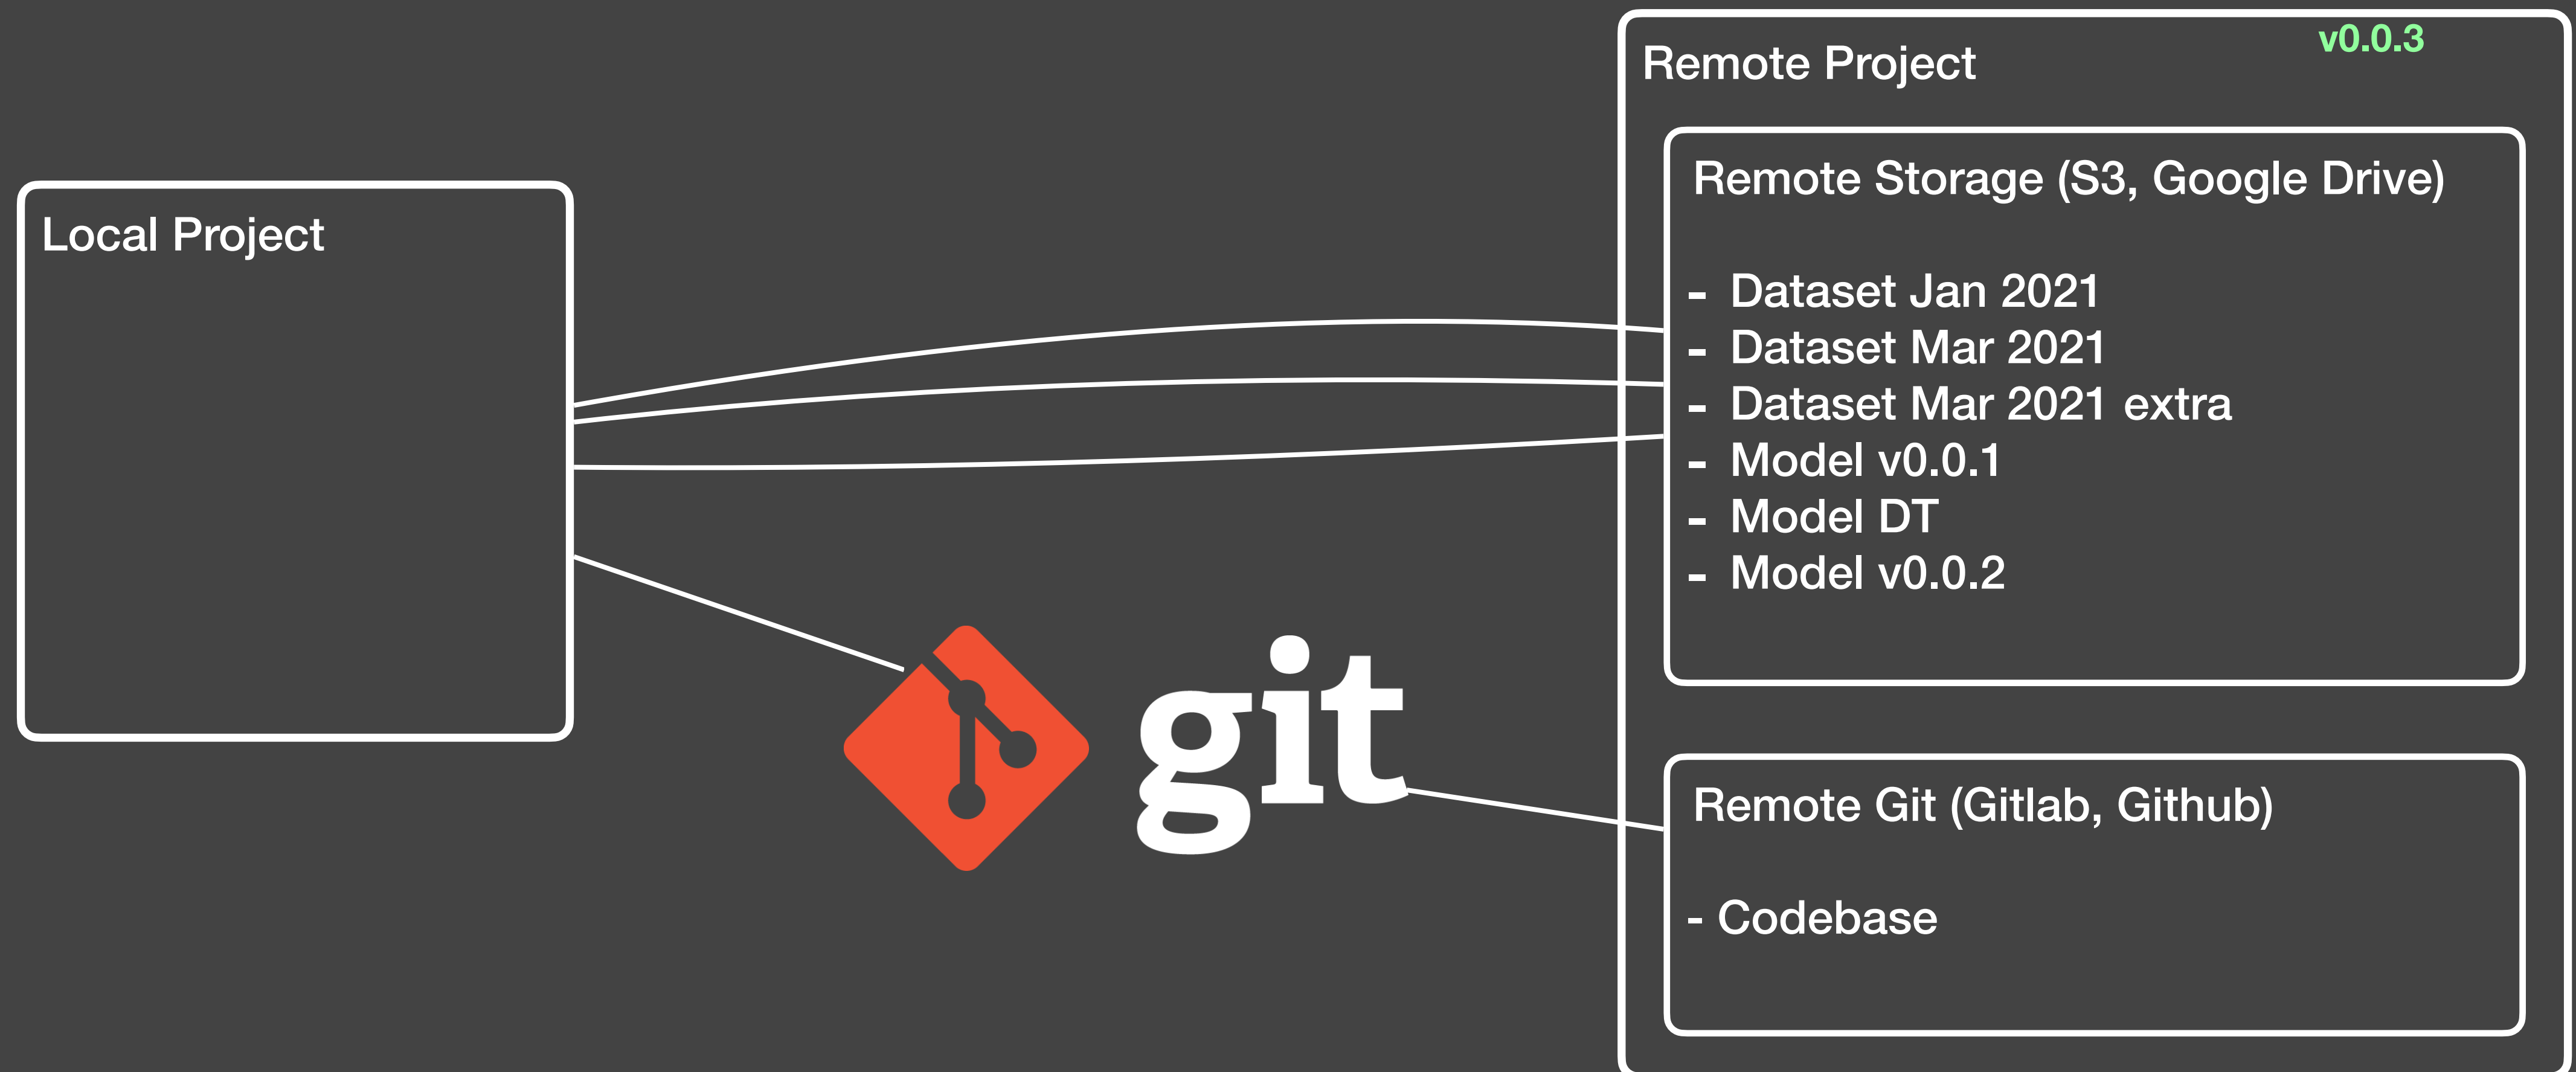 v0.0.3
Remote Project
Remote Storage (S3, Google Drive)
Local Project
- Dataset Jan 2021
- Dataset Mar 2021
- Dataset Mar 2021 extra
- Model v0.0.1
- Model DT
- Model v0.0.2
git
Remote Git (Gitlab, Github)
- Codebase